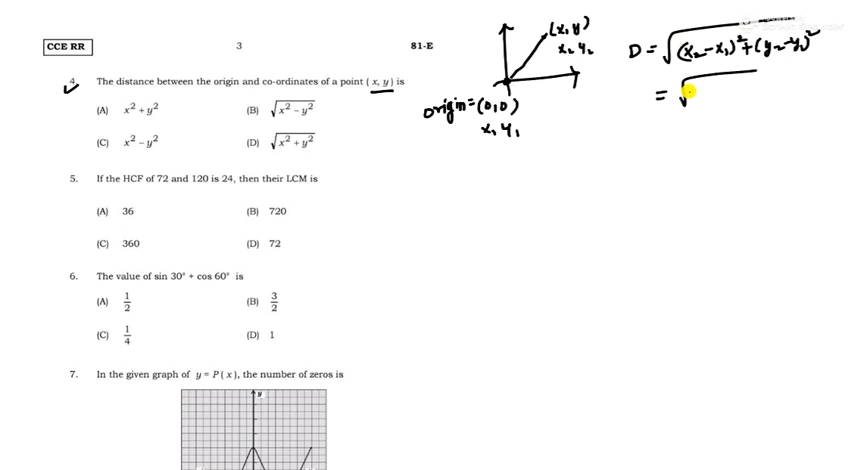 CCE RR 3 81-E
4. The distance between the origin and co-ordinates of a point ( x, y ) is
(A) x² + y² (B) √(x² – y²)
(C) x² – y² (D) √(x² + y²)
5. If the HCF of 72 and 120 is 24, then their LCM is
(A) 36 (B) 720
(C) 360 (D) 72
6. The value of sin 30° + cos 60° is
(A) 1/2 (B) 3/2
(C) 1/4 (D) 1
7. In the given graph of y = P ( x ), the number of zeros is
y
(x, y)
x₂ y₂
origin = (0,0)
x₁ y₁
D = √((x₂-x₁)² + (y₂-y₁)²
= √